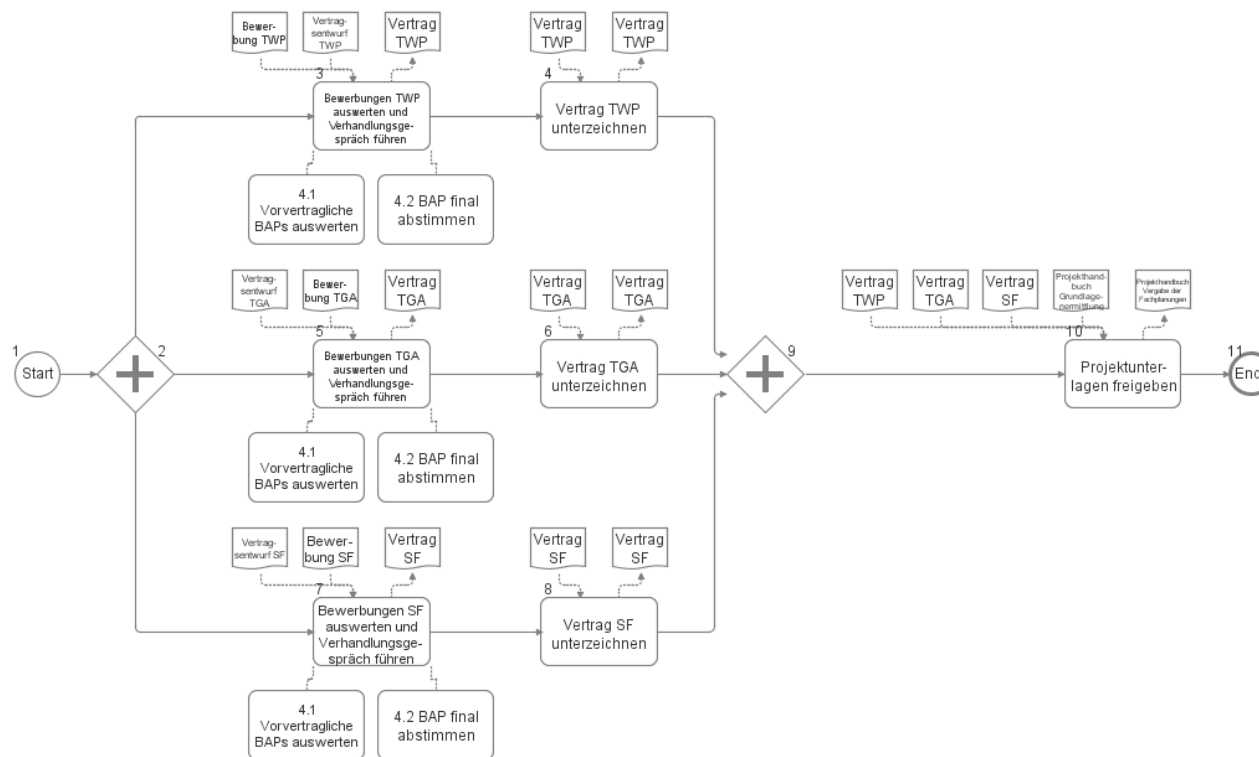 Bewer-
bung TWP
Vertrag-
sentwurf
TWP
Vertrag
TWP
Vertrag
TWP
Vertrag
TWP
3
Bewerbungen TWP
auswerten und
Verhandlungsge-
spräch führen
4
Vertrag TWP
unterzeichnen
4.1
Vorvertragliche
BAPs auswerten
4.2 BAP final
abstimmen
Vertrag-
sentwurf
TGA
Bewer-
bung TGA
Vertrag
TGA
Vertrag
TGA
Vertrag
TGA
Vertrag
TWP
Vertrag
TGA
Vertrag
SF
Projekthand-
buch
Grundlage-
nermittlung
Projekthandbuch
Vergabe der
Fachplanungen
1
Start
2
5
Bewerbungen TGA
auswerten und
Verhandlungsge-
spräch führen
6
Vertrag TGA
unterzeichnen
9
10
Projektunter-
lagen freigeben
11
End
4.1
Vorvertragliche
BAPs auswerten
4.2 BAP final
abstimmen
Vertrag-
sentwurf SF
Bewer-
bung SF
Vertrag
SF
Vertrag
SF
Vertrag
SF
7
Bewerbungen SF
auswerten und
Verhandlungsge-
spräch führen
8
Vertrag SF
unterzeichnen
4.1
Vorvertragliche
BAPs auswerten
4.2 BAP final
abstimmen